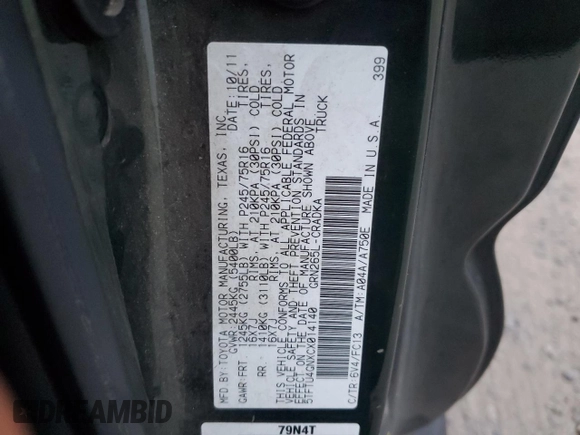 MFD. BY: TOYOTA MOTOR MANUFACTURING, TEXAS, INC.
GVWR: 2445KG (5400LB) DATE: 10/11
GAWR: FRT 1245KG (2755LB) WITH P245/75R16 TIRES,
16X7J RIMS, AT 210KPA (30PSI) COLD
RR. 1410KG (3110LB) WITH P245/75R16 TIRES,
16X7J RIMS, AT 210KPA (30PSI) COLD
THIS VEHICLE CONFORMS TO ALL APPLICABLE FEDERAL MOTOR
VEHICLE SAFETY AND THEFT PREVENTION STANDARDS IN
EFFECT ON THE DATE OF MANUFACTURE SHOWN ABOVE.
5TFTU4GNXCX014140 TRUCK
GRN265L-CRADKA
C/TR: 6V4/FC13 A/TM: A04A/A750E MADE IN U.S.A. 399
79N4T
RideSafely